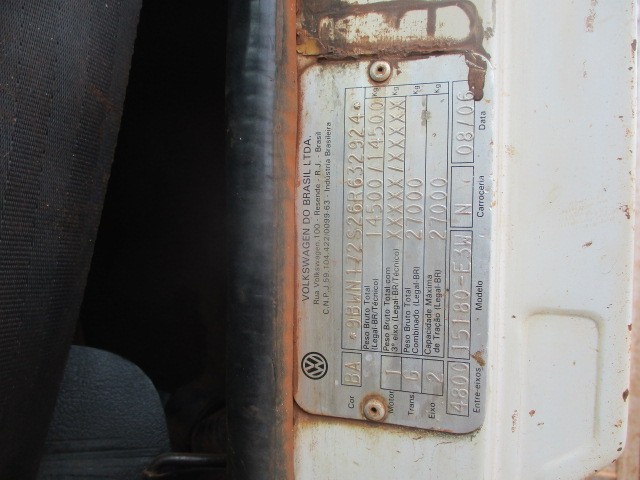 VOLKSWAGEN DO BRASIL LTDA.
Rua Volkswagen, 100 - Resende - R.J. - Brasil
C.N.P.J. 59.104.422/0099-63 - Indústria Brasileira
Cor BA
Peso Bruto Total (Legal-BR/Técnico) 14500/14500 Kg
Motor 1 Peso Bruto Total com 3º eixo (Legal-BR/Técnico) XXXXX/XXXXX Kg
Trans. Peso Bruto Total Combinado (Legal-BR) 27000 Kg
Eixo 2 Capacidade Máxima de Tração (Legal-BR) 27000 Kg
4800 15180-E3W N 08/06
Entre-eixos Modelo Carroceria Data